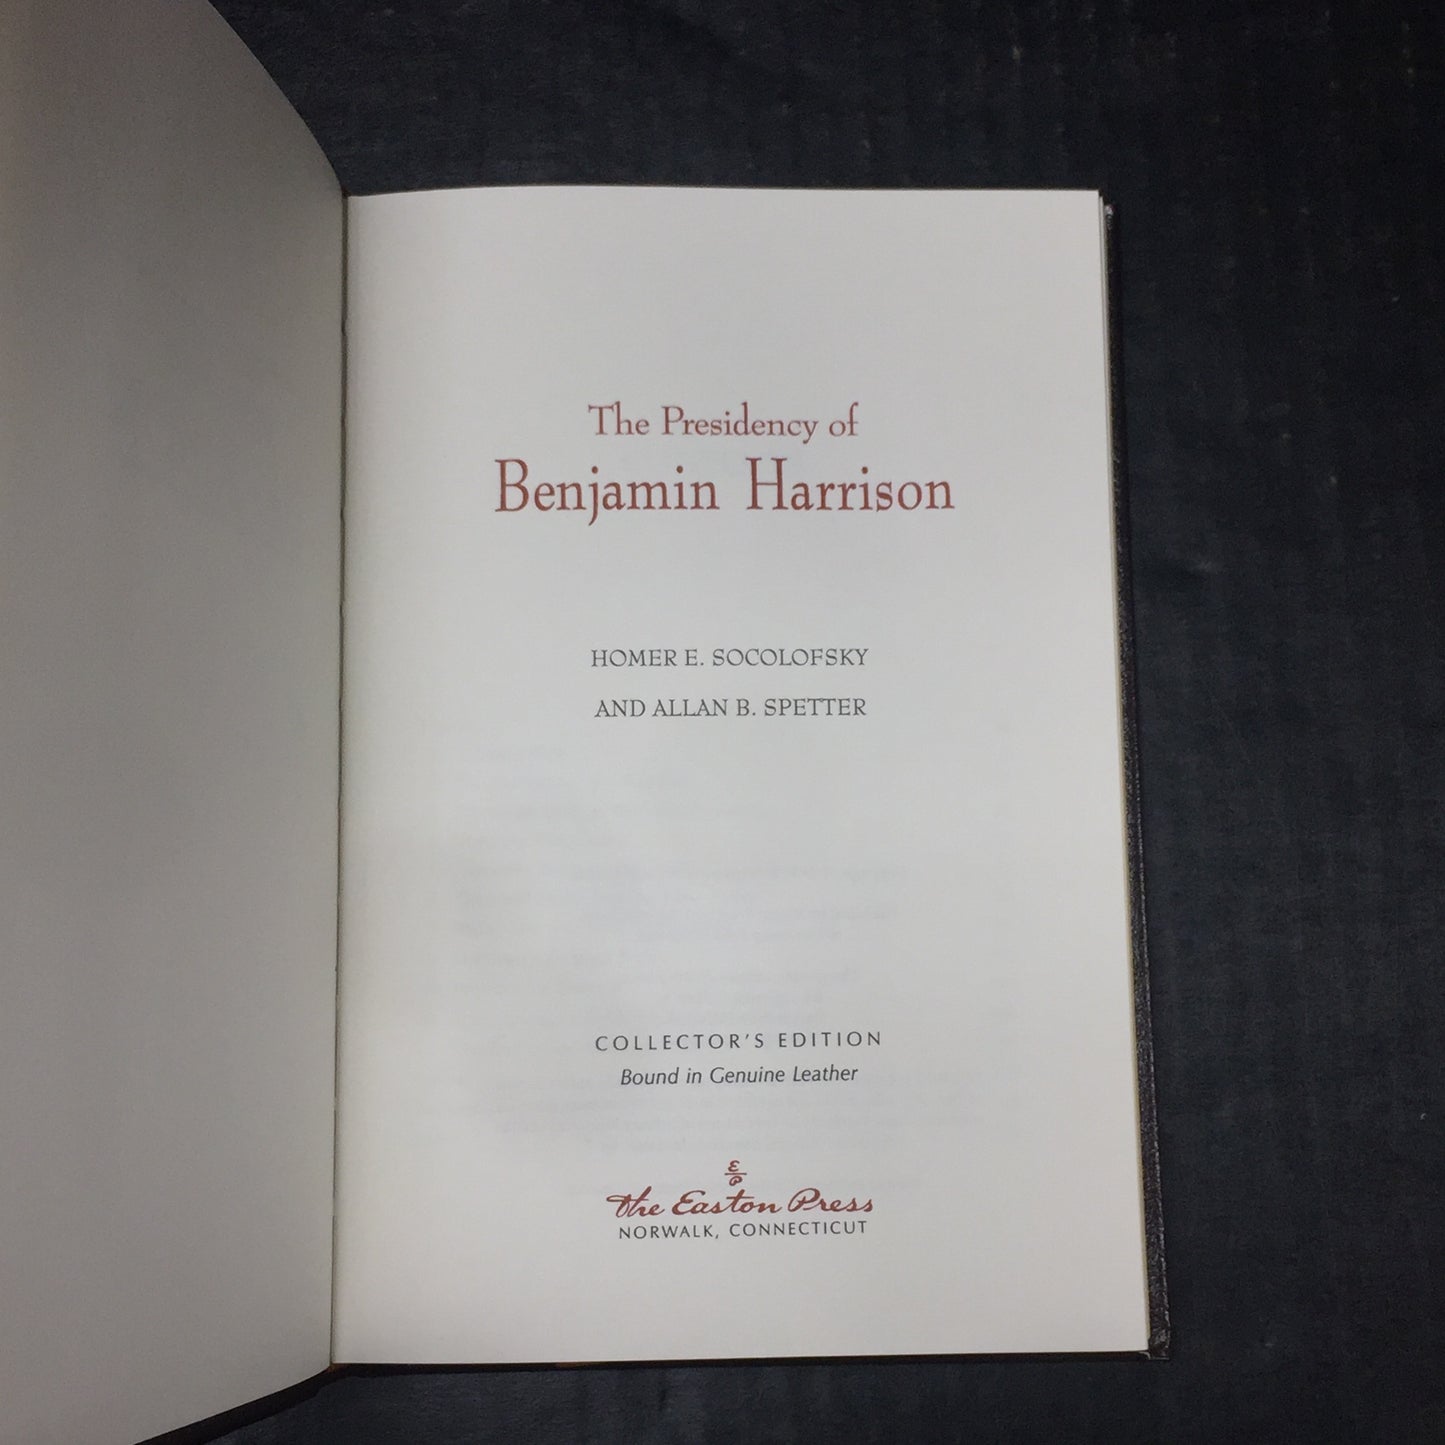 The Presidency of
Benjamin Harrison
HOMER E. SOCOLOFSKY
AND ALLAN B. SPETTER
COLLECTOR'S EDITION
Bound in Genuine Leather
E
P
The Easton Press
NORWALK, CONNECTICUT